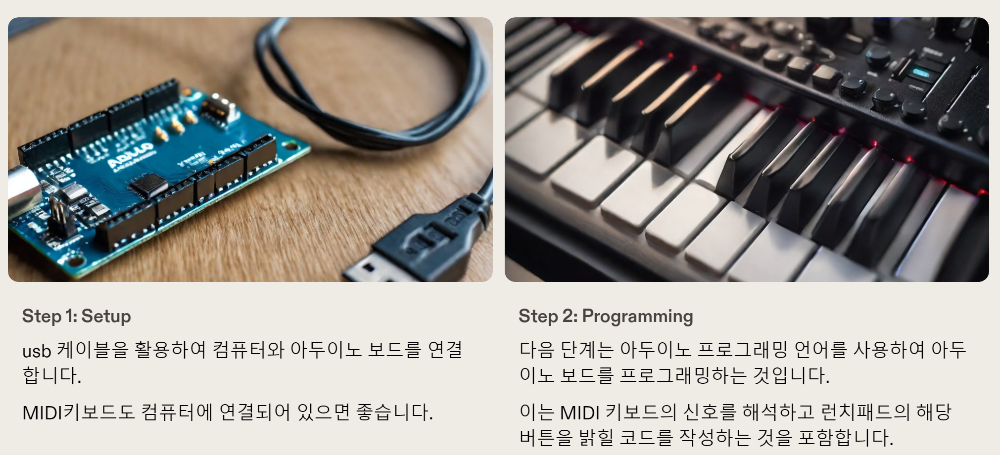 Step 1: Setup
usb 케이블을 활용하여 컴퓨터와 아두이노 보드를 연결
합니다.
MIDI키보드도 컴퓨터에 연결되어 있으면 좋습니다.
Step 2: Programming
다음 단계는 아두이노 프로그래밍 언어를 사용하여 아두
이노 보드를 프로그래밍하는 것입니다.
이는 MIDI 키보드의 신호를 해석하고 런치패드의 해당
버튼을 밝힐 코드를 작성하는 것을 포함합니다.